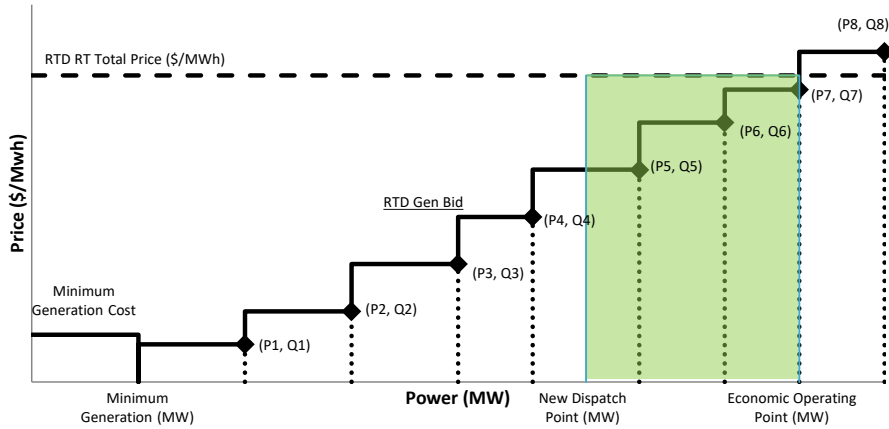 (P8, Q8)
RTD RT Total Price ($/MWh)
(P7, Q7)
(P6, Q6)
(P5, Q5)
RTD Gen Bid
(P4, Q4)
Price ($/Mwh)
(P3, Q3)
Minimum
Generation Cost
(P2, Q2)
(P1, Q1)
Minimum
Generation (MW)
Power (MW)
New Dispatch
Point (MW)
Economic Operating
Point (MW)